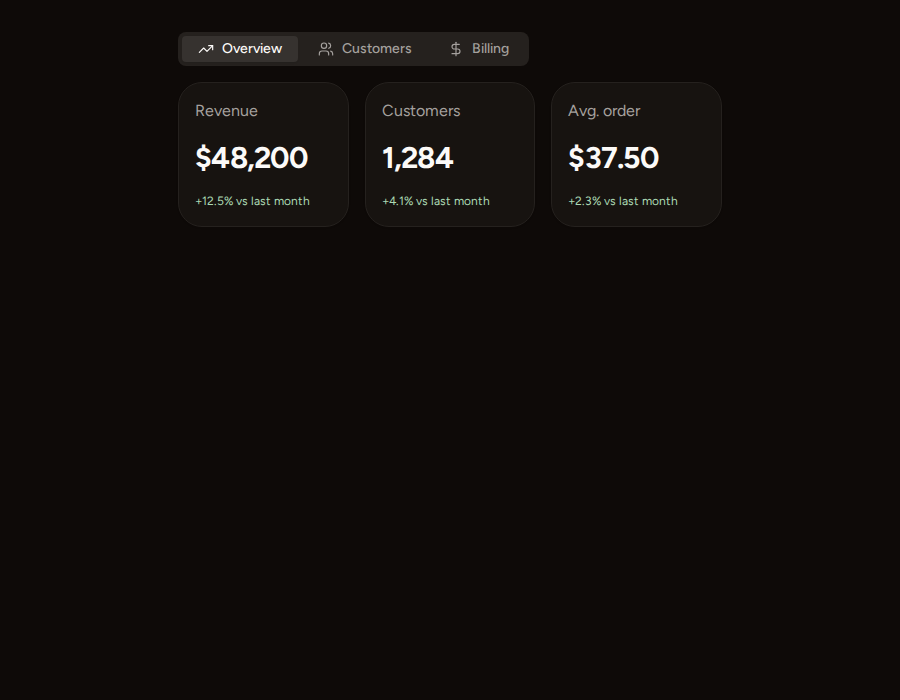 Overview Customers Billing
Revenue Customers Avg. order
$48,200 1,284 $37.50
+12.5% vs last month +4.1% vs last month +2.3% vs last month